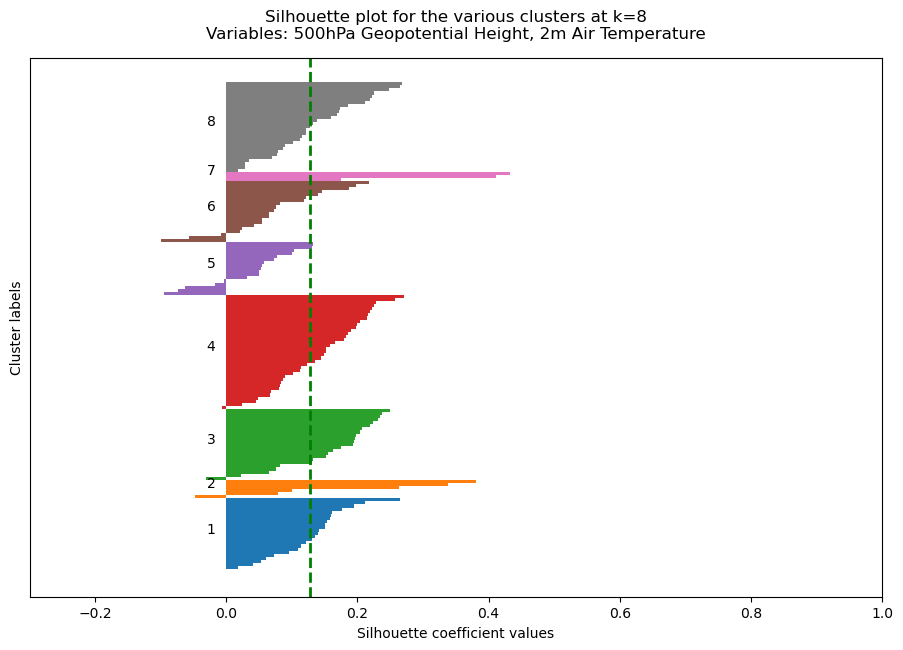 Silhouette plot for the various clusters at k=8
Variables: 500hPa Geopotential Height, 2m Air Temperature
Cluster labels
8
7
6
5
4
3
2
1
−0.2 0.0 0.2 0.4 0.6 0.8 1.0
Silhouette coefficient values